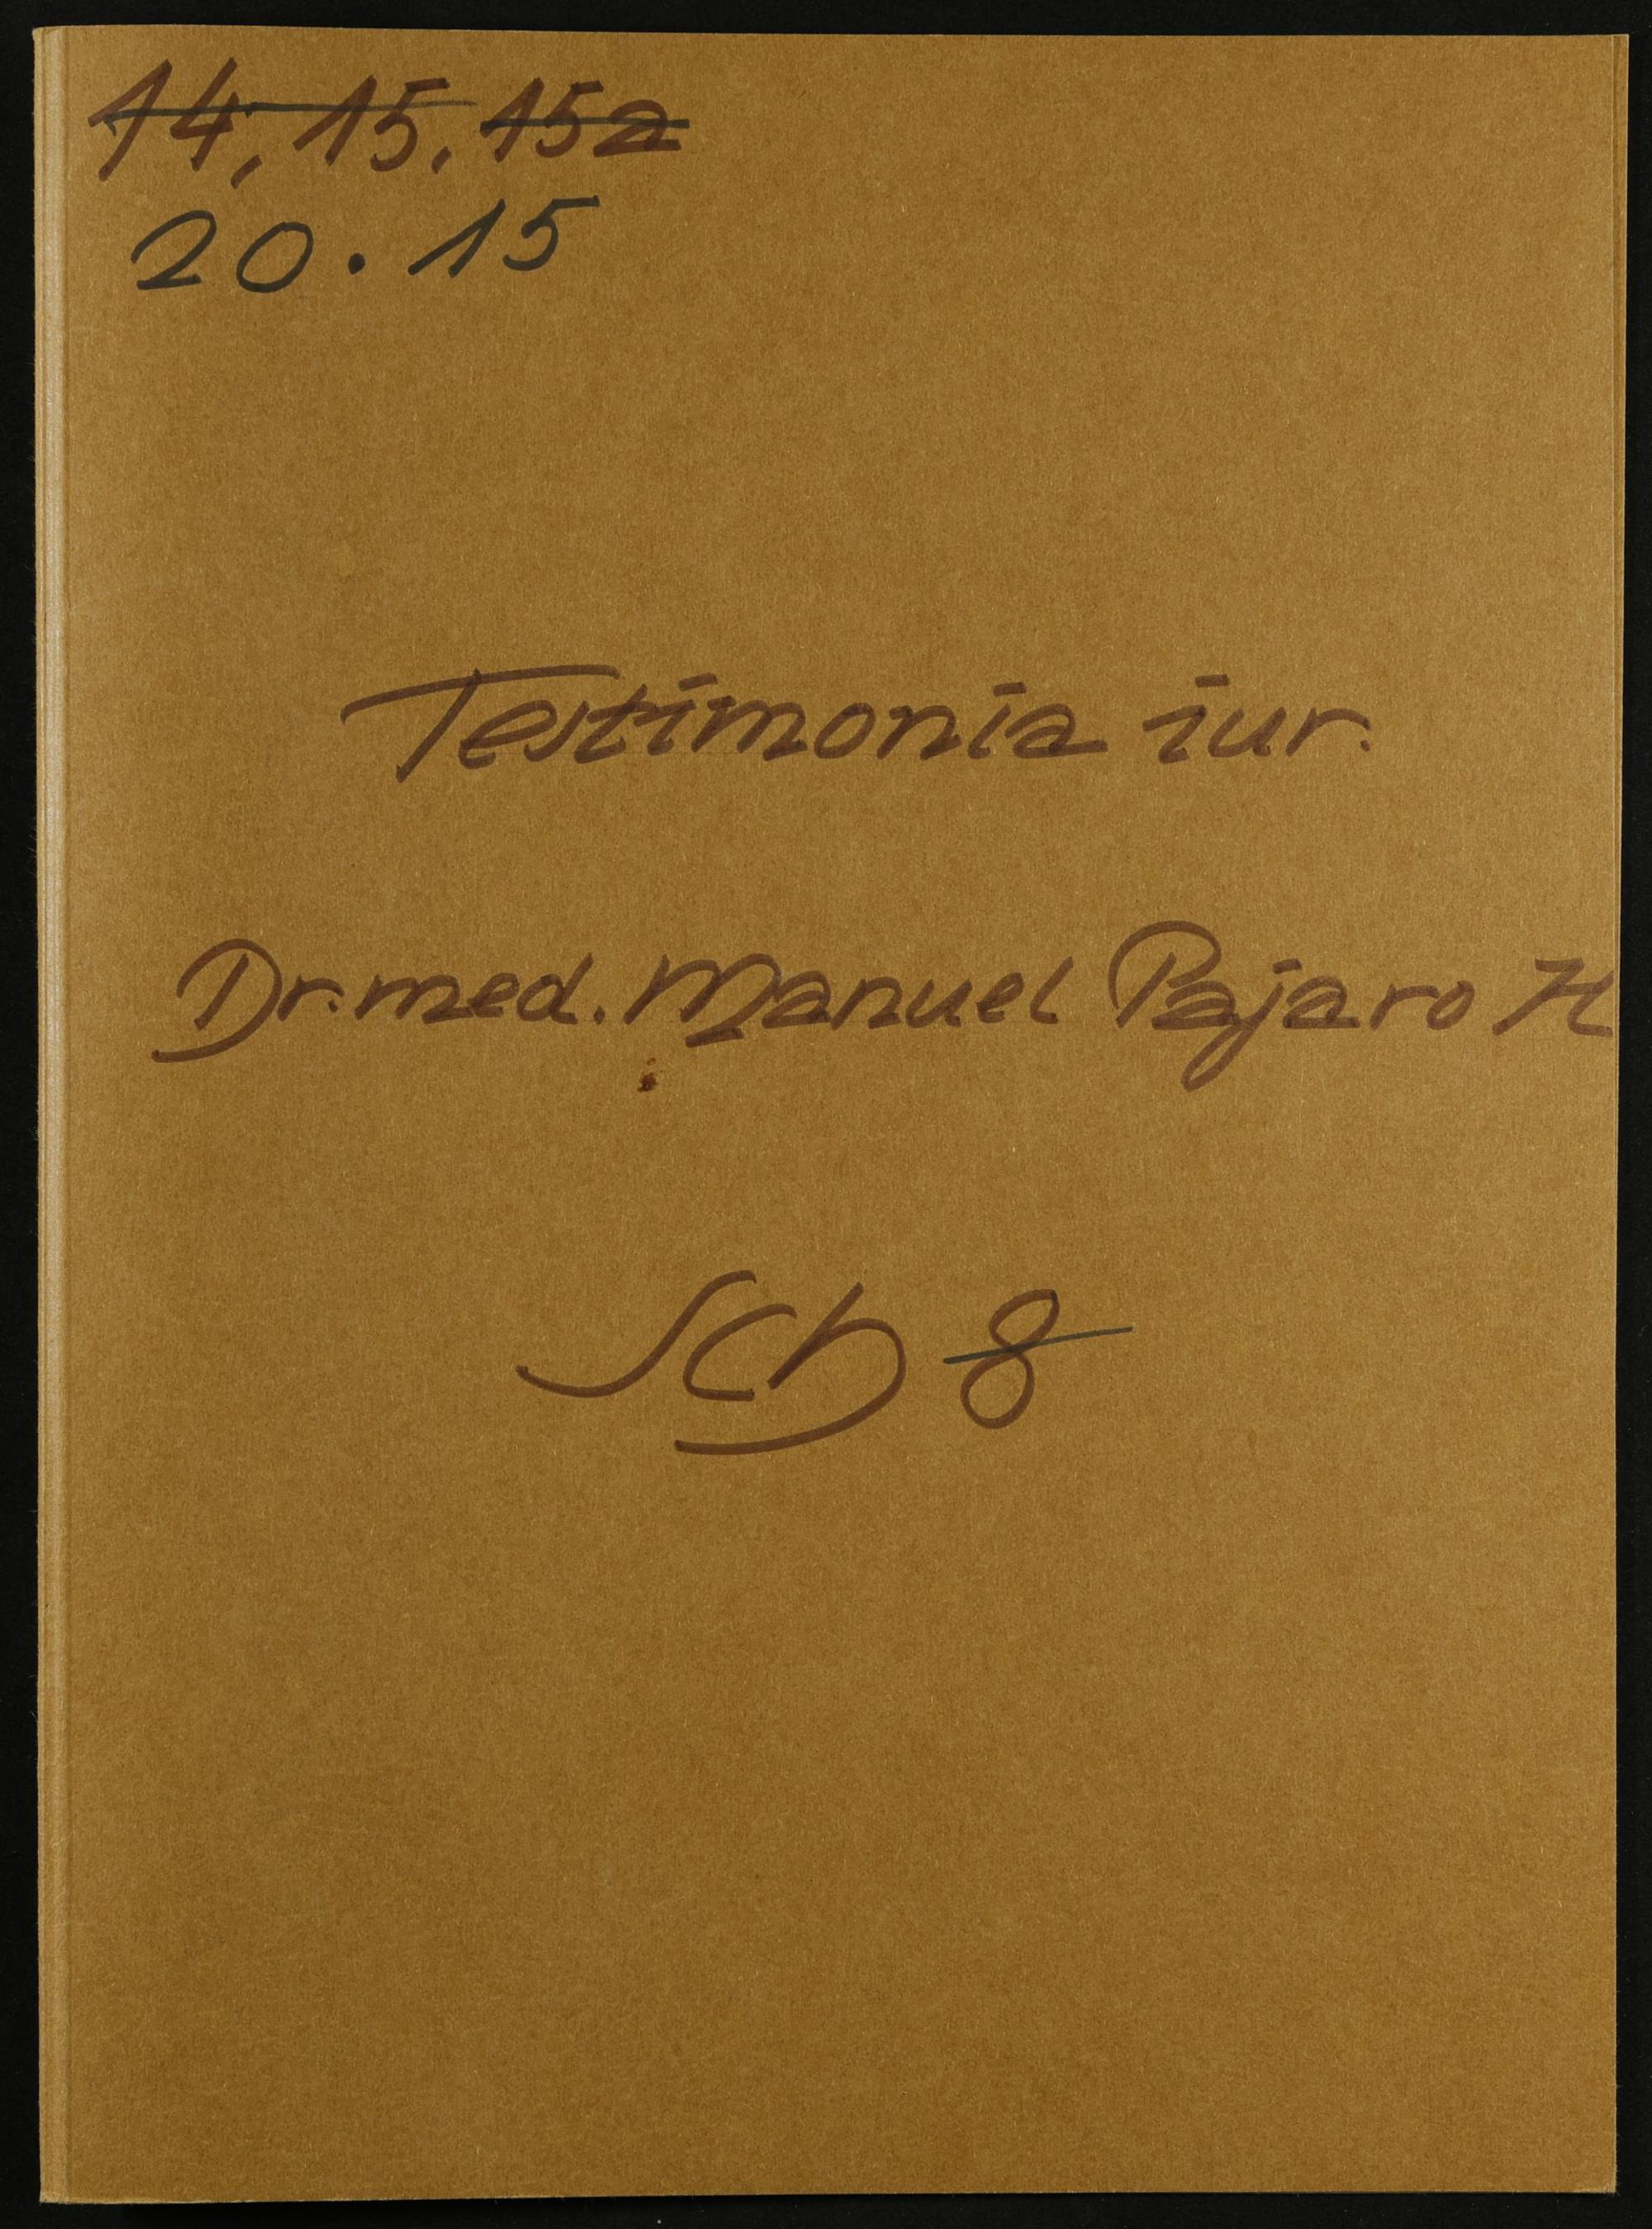 14, 15, 15a
20. 15
Testimonia iur.
Dr. med. Manuel Pajaro H
Sch 8